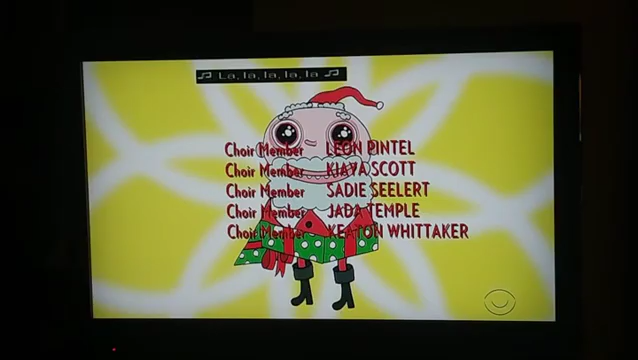 ♫ La, la, la, la, la ♫
Choir Member LEON PINTEL
Choir Member KIAYA SCOTT
Choir Member SADIE SEELERT
Choir Member JADA TEMPLE
Choir Member KEATON WHITTAKER